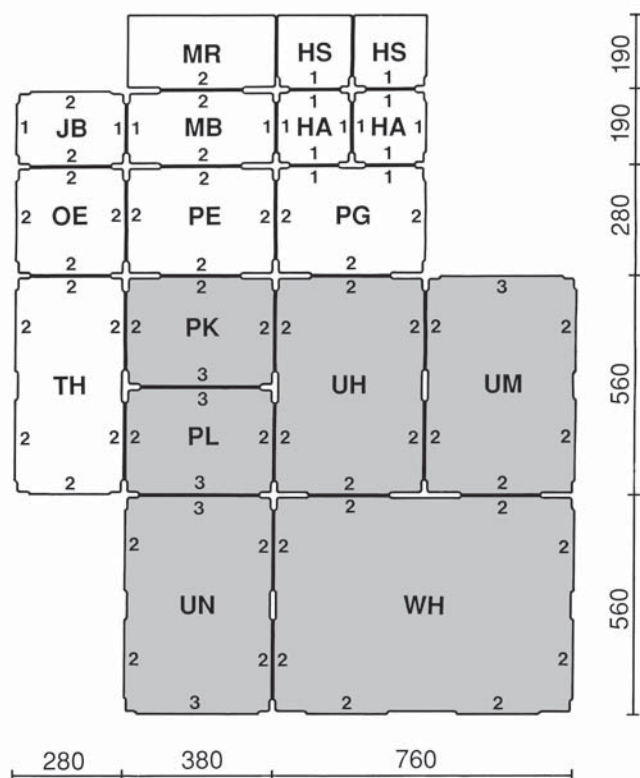 MR HS HS
2 1 1
2 2 1 1
1 JB 1 1 MB 1 1 HA 1 HA 1
2 2 1 1
2 2 1 1
2 OE 2 2 PE 2 2 PG 2
2 2 2
2 2 2 3
2 2 2 PK 2 2 2 2 2
3
TH UH UM
3
2 2 2 PL 2 2 2 2 2
2 3 2 2
3 2 2
2 2 2 2
UN WH
2 2 2 2
3 2 2
280 380 760
190
190
280
560
560